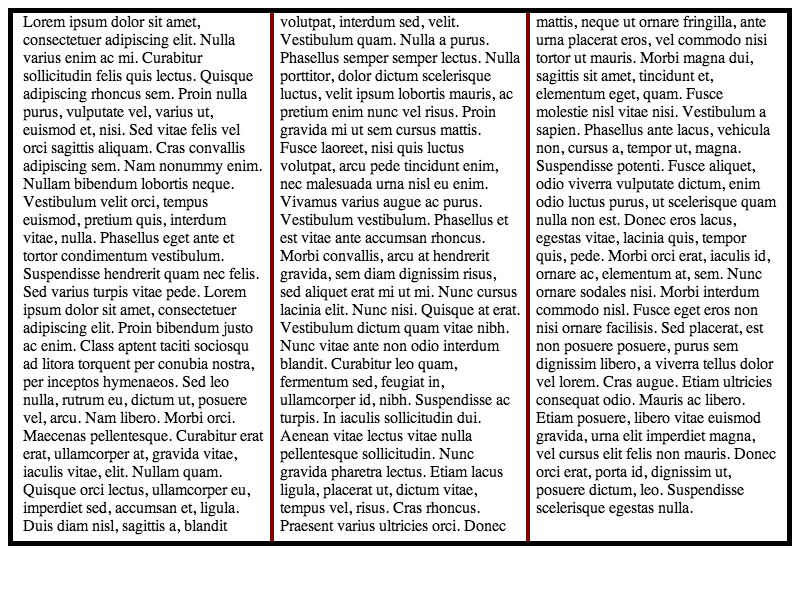 Lorem ipsum dolor sit amet,
consectetuer adipiscing elit. Nulla
varius enim ac mi. Curabitur
sollicitudin felis quis lectus. Quisque
adipiscing rhoncus sem. Proin nulla
purus, vulputate vel, varius ut,
euismod et, nisi. Sed vitae felis vel
orci sagittis aliquam. Cras convallis
adipiscing sem. Nam nonummy enim.
Nullam bibendum lobortis neque.
Vestibulum velit orci, tempus
euismod, pretium quis, interdum
vitae, nulla. Phasellus eget ante et
tortor condimentum vestibulum.
Suspendisse hendrerit quam nec felis.
Sed varius turpis vitae pede. Lorem
ipsum dolor sit amet, consectetuer
adipiscing elit. Proin bibendum justo
ac enim. Class aptent taciti sociosqu
ad litora torquent per conubia nostra,
per inceptos hymenaeos. Sed leo
nulla, rutrum eu, dictum ut, posuere
vel, arcu. Nam libero. Morbi orci.
Maecenas pellentesque. Curabitur erat
erat, ullamcorper at, gravida vitae,
iaculis vitae, elit. Nullam quam.
Quisque orci lectus, ullamcorper eu,
imperdiet sed, accumsan et, ligula.
Duis diam nisl, sagittis a, blandit
volutpat, interdum sed, velit.
Vestibulum quam. Nulla a purus.
Phasellus semper semper lectus. Nulla
porttitor, dolor dictum scelerisque
luctus, velit ipsum lobortis mauris, ac
pretium enim nunc vel risus. Proin
gravida mi ut sem cursus mattis.
Fusce laoreet, nisi quis luctus
volutpat, arcu pede tincidunt enim,
nec malesuada urna nisl eu enim.
Vivamus varius augue ac purus.
Vestibulum vestibulum. Phasellus et
est vitae ante accumsan rhoncus.
Morbi convallis, arcu at hendrerit
gravida, sem diam dignissim risus,
sed aliquet erat mi ut mi. Nunc cursus
lacinia elit. Nunc nisi. Quisque at erat.
Vestibulum dictum quam vitae nibh.
Nunc vitae ante non odio interdum
blandit. Curabitur leo quam,
fermentum sed, feugiat in,
ullamcorper id, nibh. Suspendisse ac
turpis. In iaculis sollicitudin dui.
Aenean vitae lectus vitae nulla
pellentesque sollicitudin. Nunc
gravida pharetra lectus. Etiam lacus
ligula, placerat ut, dictum vitae,
tempus vel, risus. Cras rhoncus.
Praesent varius ultricies orci. Donec
mattis, neque ut ornare fringilla, ante
urna placerat eros, vel commodo nisi
tortor ut mauris. Morbi magna dui,
sagittis sit amet, tincidunt et,
elementum eget, quam. Fusce
molestie nisl vitae nisi. Vestibulum a
sapien. Phasellus ante lacus, vehicula
non, cursus a, tempor ut, magna.
Suspendisse potenti. Fusce aliquet,
odio viverra vulputate dictum, enim
odio luctus purus, ut scelerisque quam
nulla non est. Donec eros lacus,
egestas vitae, lacinia quis, tempor
quis, pede. Morbi orci erat, iaculis id,
ornare ac, elementum at, sem. Nunc
ornare sodales nisi. Morbi interdum
commodo nisl. Fusce eget eros non
nisi ornare facilisis. Sed placerat, est
non posuere posuere, purus sem
dignissim libero, a viverra tellus dolor
vel lorem. Cras augue. Etiam ultricies
consequat odio. Mauris ac libero.
Etiam posuere, libero vitae euismod
gravida, urna elit imperdiet magna,
vel cursus elit felis non mauris. Donec
orci erat, porta id, dignissim ut,
posuere dictum, leo. Suspendisse
scelerisque egestas nulla.